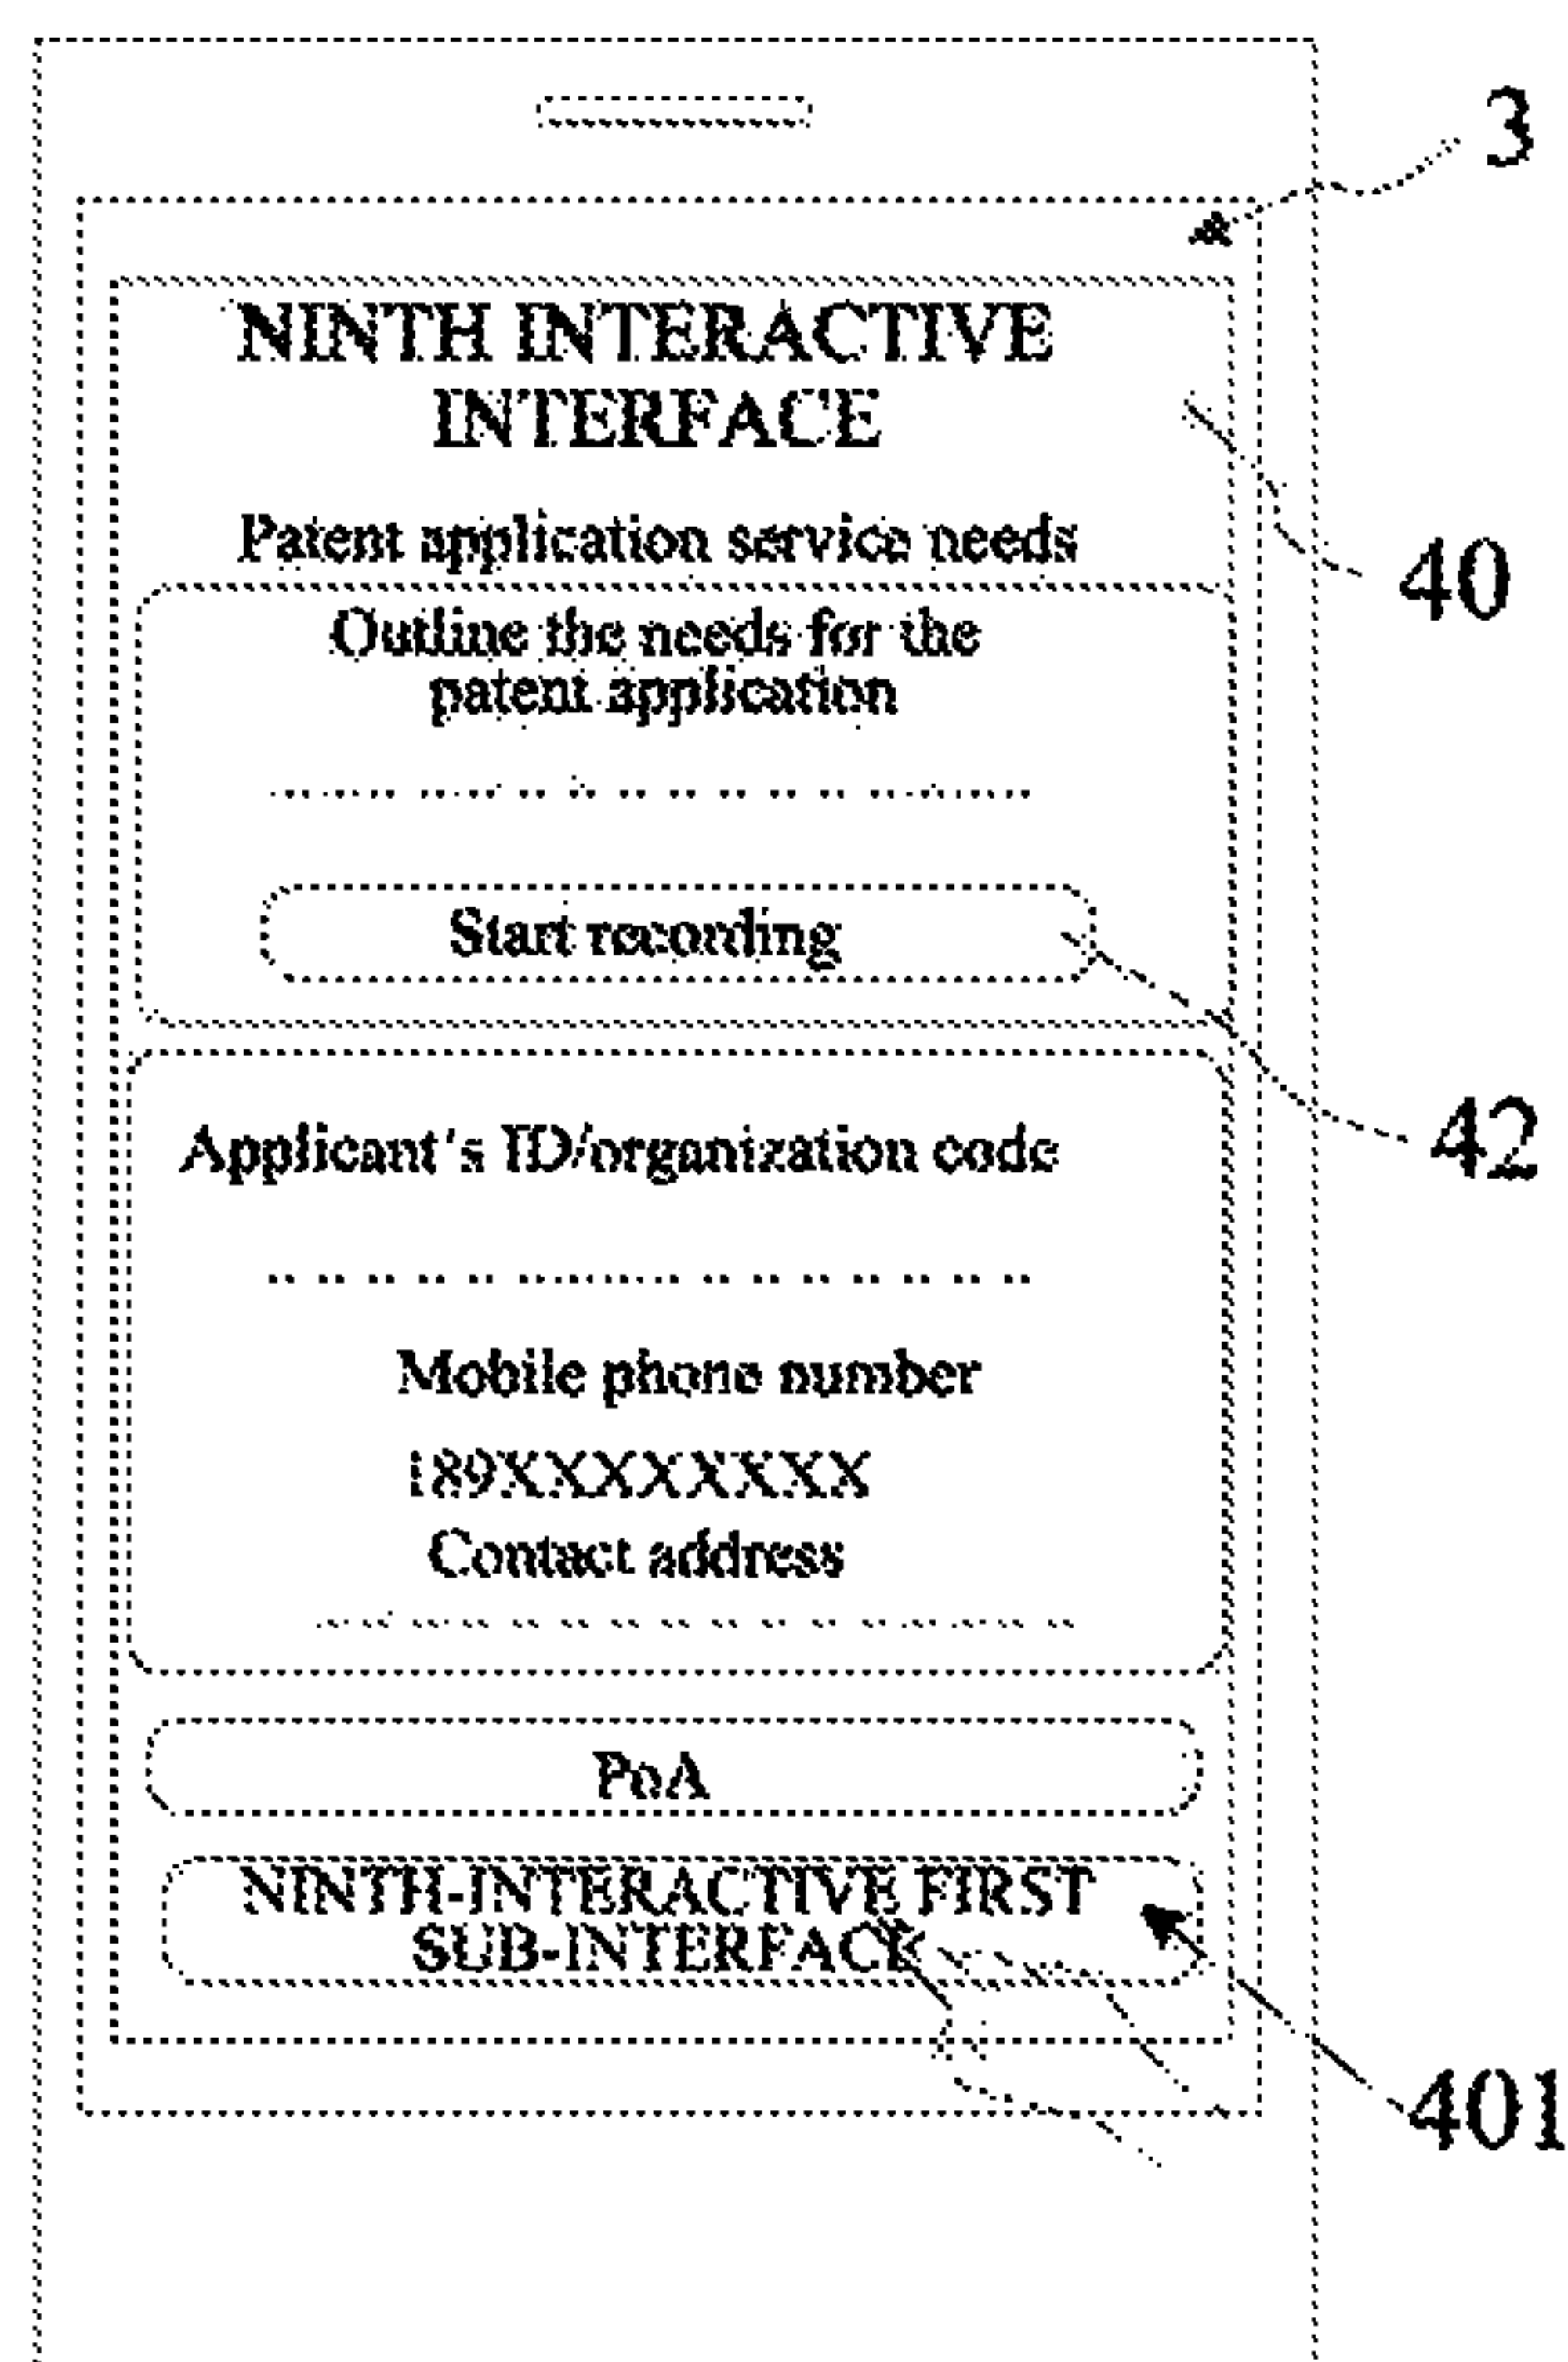 3
NINTH INTERACTIVE
INTERFACE
40
Patent application service needs
Outline the needs for the
patent application
Start recording
42
Applicant's ID/organization code
Mobile phone number
189XXXXXXXX
Contact address
PoA
NINTH-INTERACTIVE FIRST
SUB-INTERFACE
401